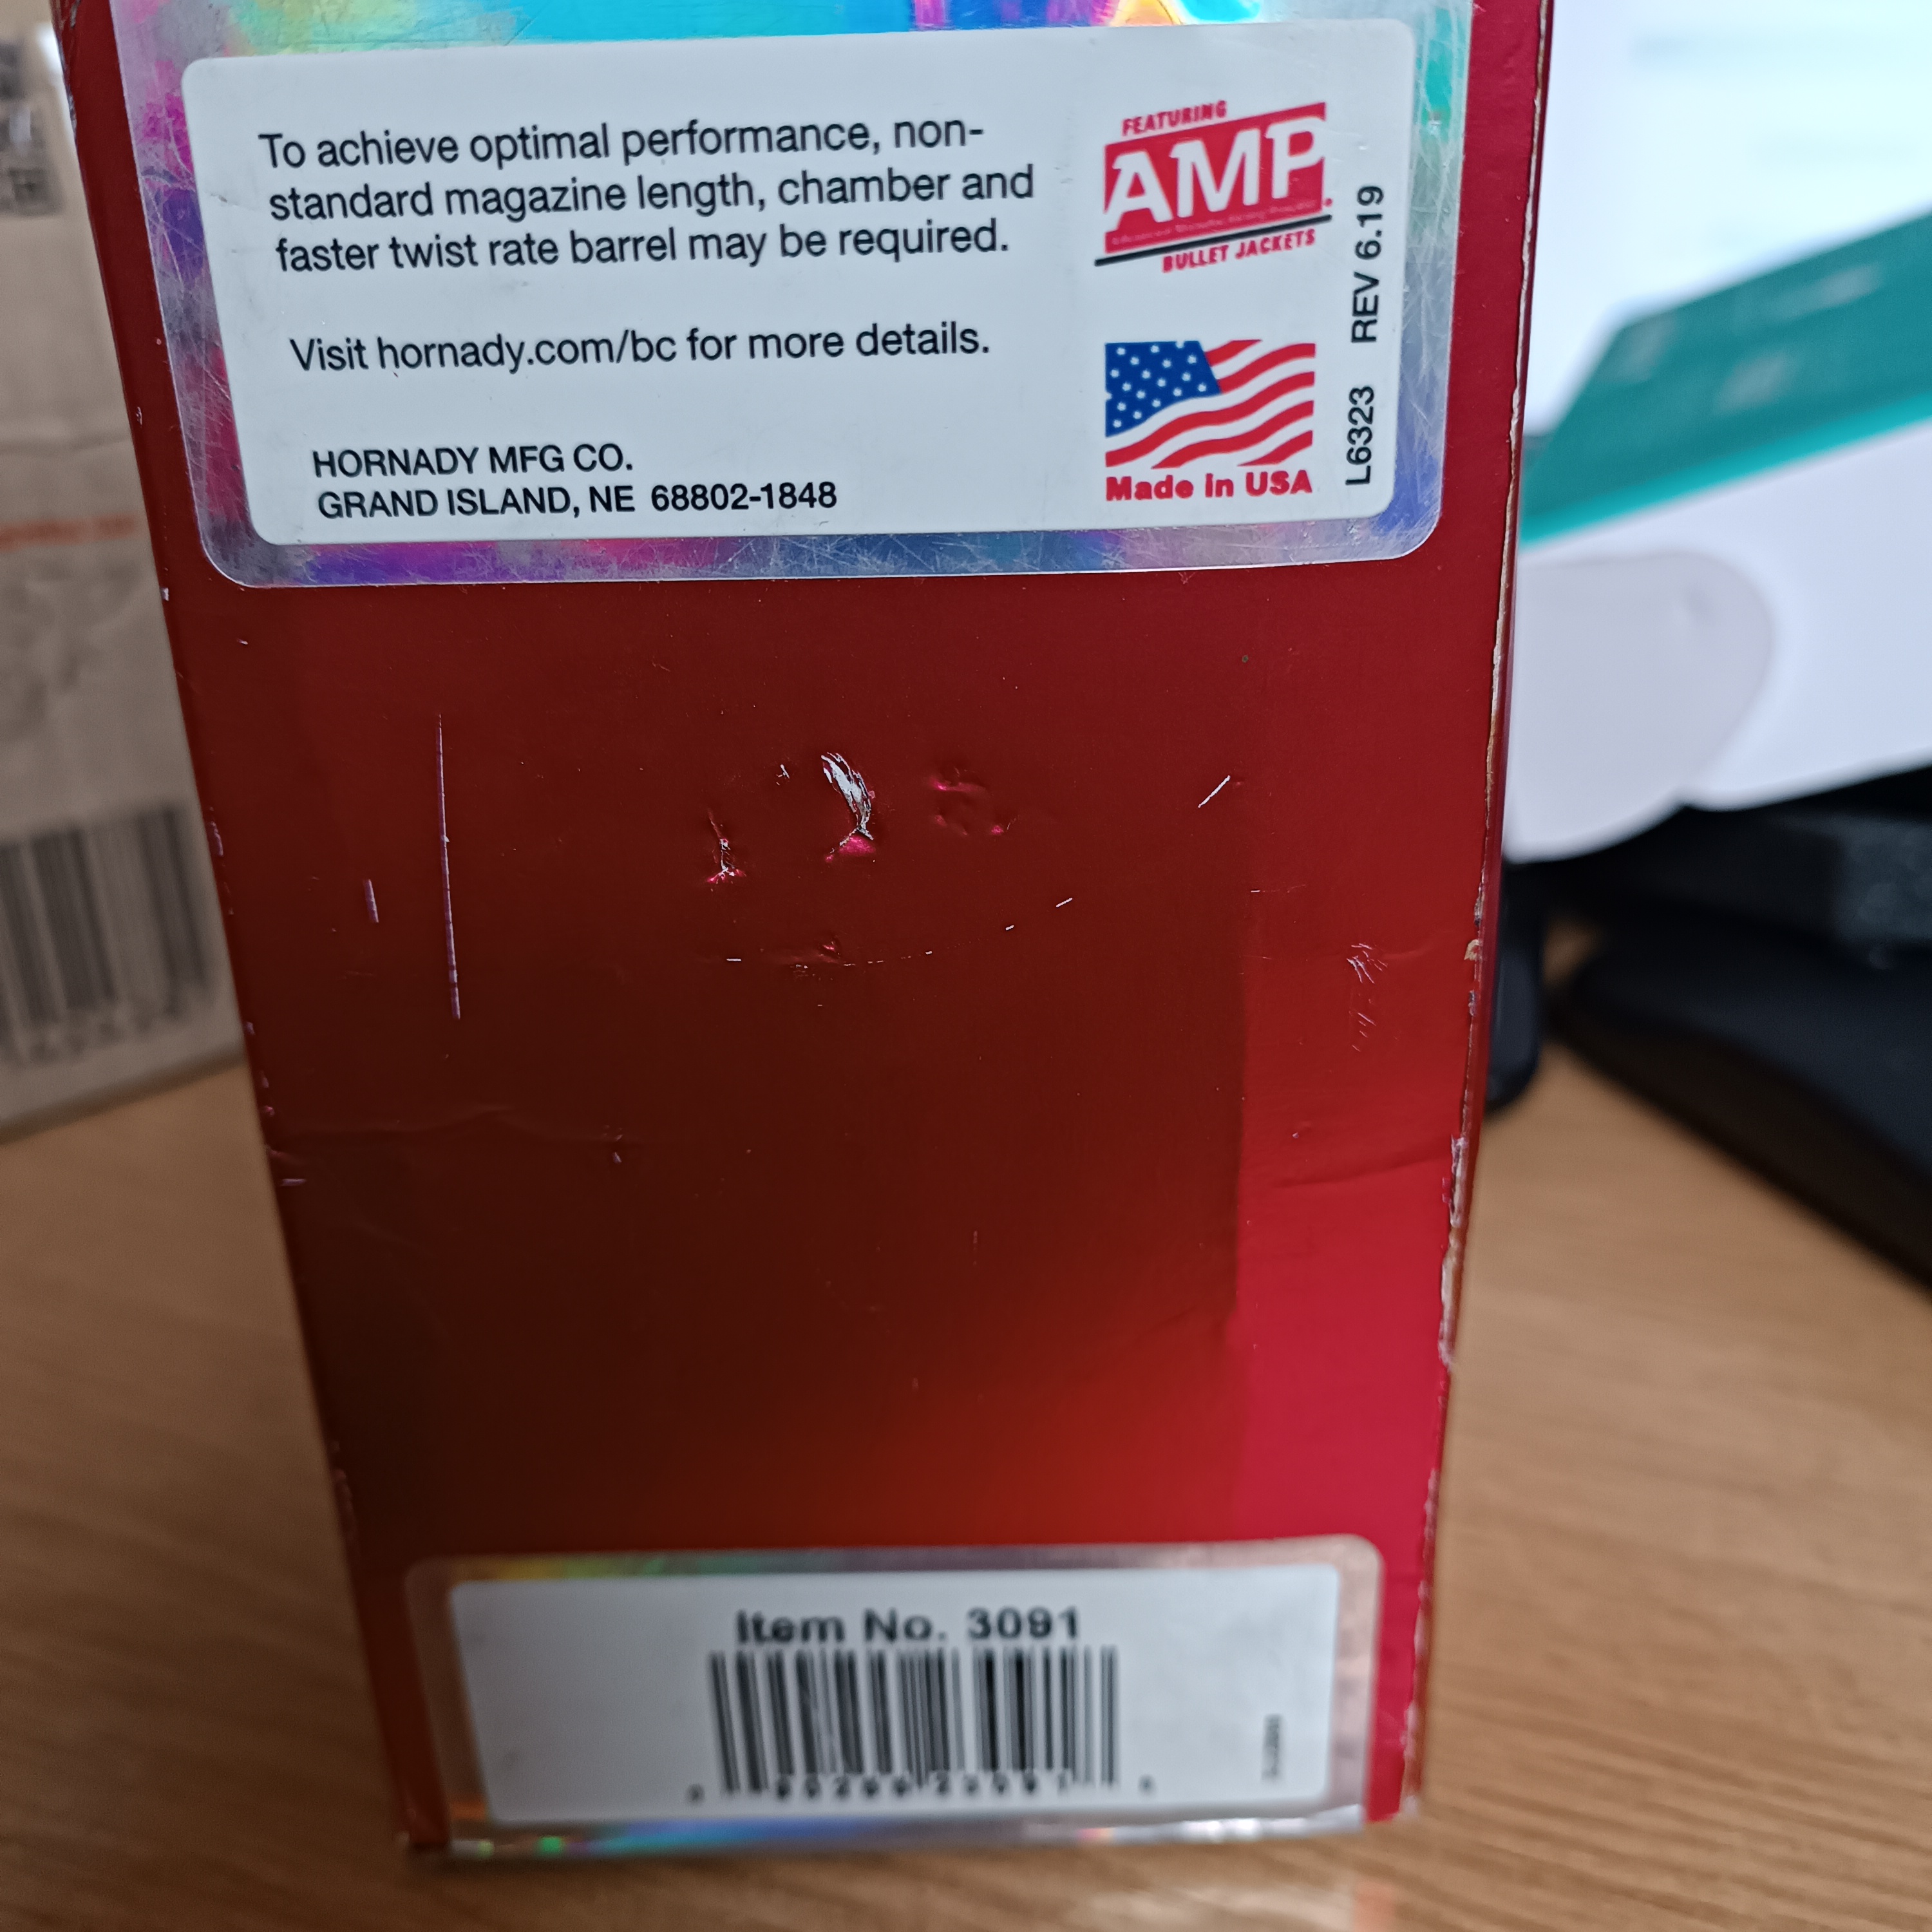 To achieve optimal performance, non-
standard magazine length, chamber and
faster twist rate barrel may be required.
Visit hornady.com/bc for more details.
HORNADY MFG CO.
GRAND ISLAND, NE 68802-1848
FEATURING
AMP
BULLET JACKETS
Made in USA
L6323 REV 6.19
Item No. 3091